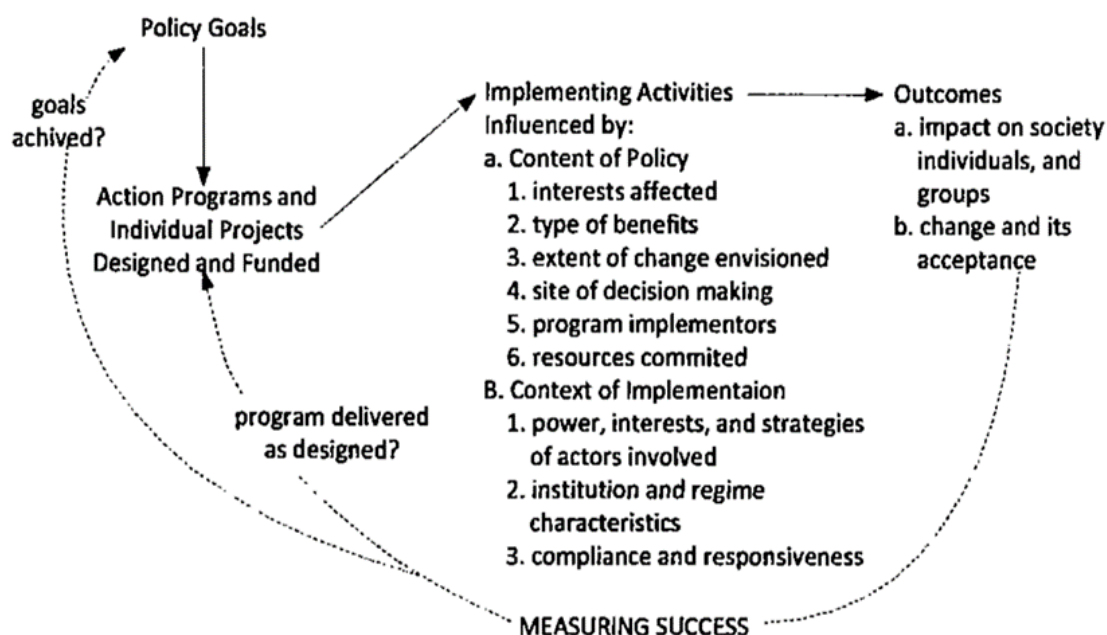 Policy Goals
goals
achived?
Action Programs and
Individual Projects
Designed and Funded
program delivered
as designed?
Implementing Activities
Influenced by:
a. Content of Policy
1. interests affected
2. type of benefits
3. extent of change envisioned
4. site of decision making
5. program implementors
6. resources commited
B. Context of Implementaion
1. power, interests, and strategies
of actors involved
2. institution and regime
characteristics
3. compliance and responsiveness
Outcomes
a. impact on society
individuals, and
groups
b. change and its
acceptance
MEASURING SUCCESS